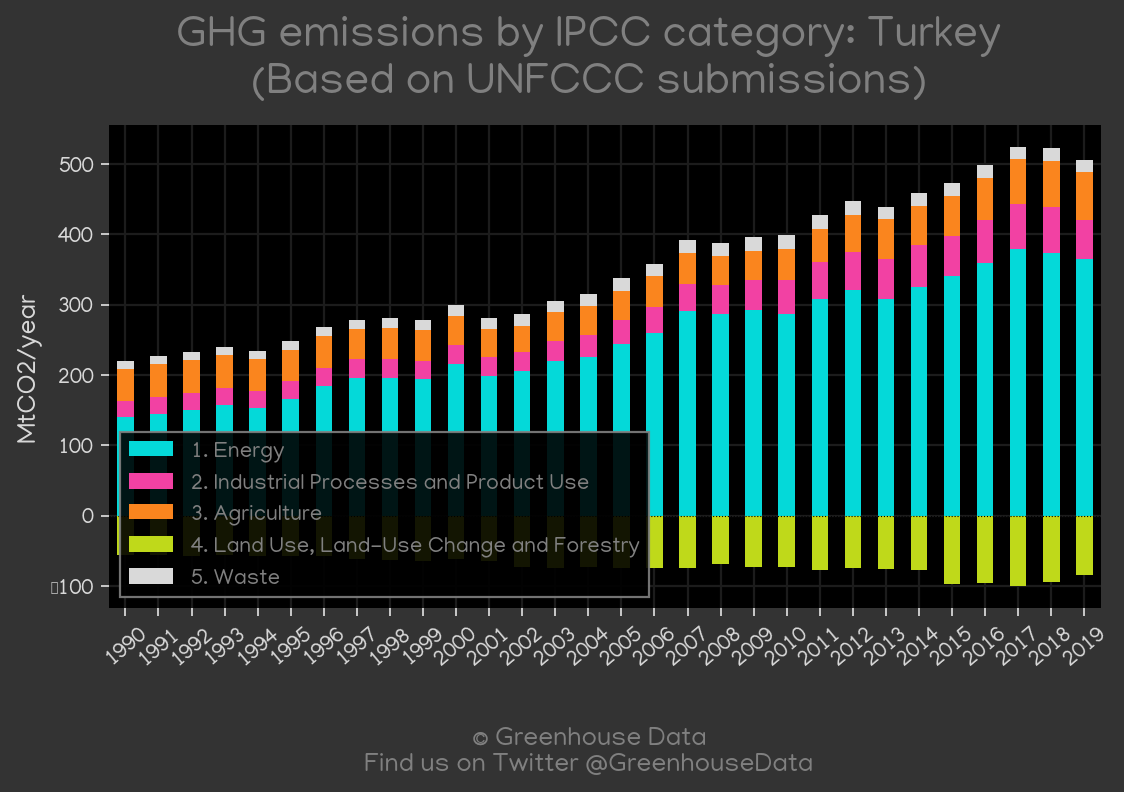 GHG emissions by IPCC category: Turkey
(Based on UNFCCC submissions)
MtCO2/year
500
400
300
200
100
0
▯100
1. Energy
2. Industrial Processes and Product Use
3. Agriculture
4. Land Use, Land-Use Change and Forestry
5. Waste
1990 1991 1992 1993 1994 1995 1996 1997 1998 1999 2000 2001 2002 2003 2004 2005 2006 2007 2008 2009 2010 2011 2012 2013 2014 2015 2016 2017 2018 2019
© Greenhouse Data
Find us on Twitter @GreenhouseData